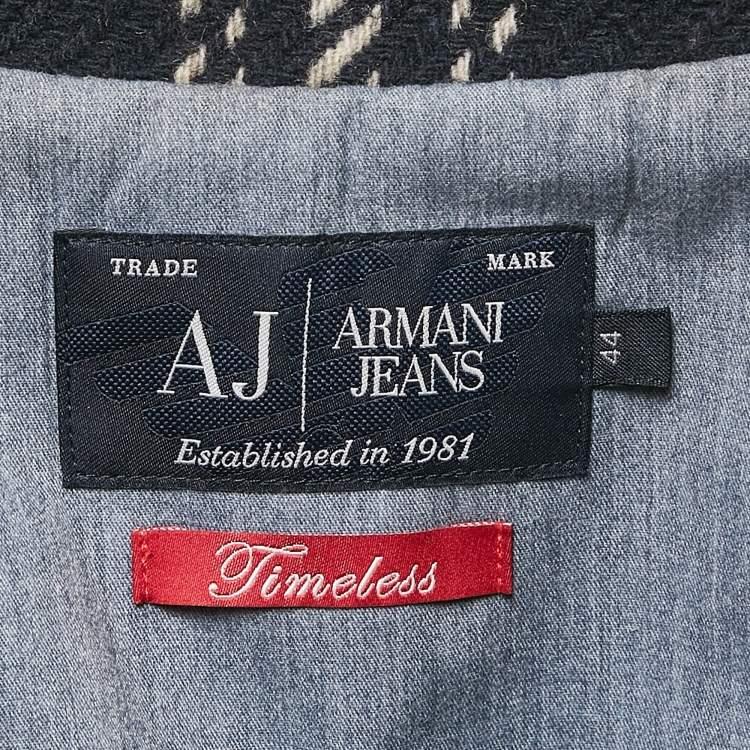 TRADE MARK
AJ ARMANI
JEANS
Established in 1981
44
Timeless